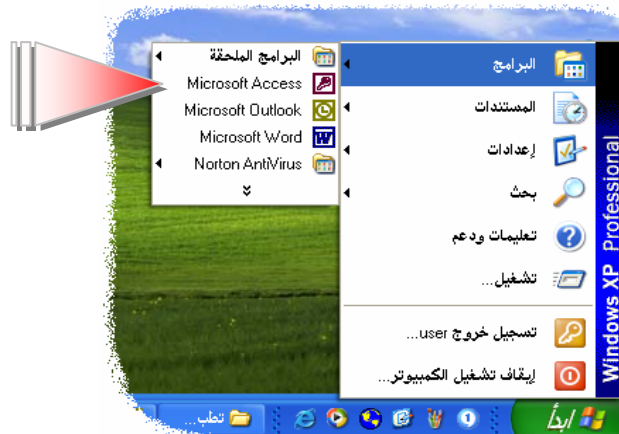 البرامج
المستندات
إعدادات
بحث
تعليمات ودعم
تشغيل...
تسجيل خروج user...
إيقاف تشغيل الكمبيوتر...
Windows XP Professional
البرامج الملحقة
Microsoft Access
Microsoft Outlook
Microsoft Word
Norton AntiVirus
ابدأ
تطب...